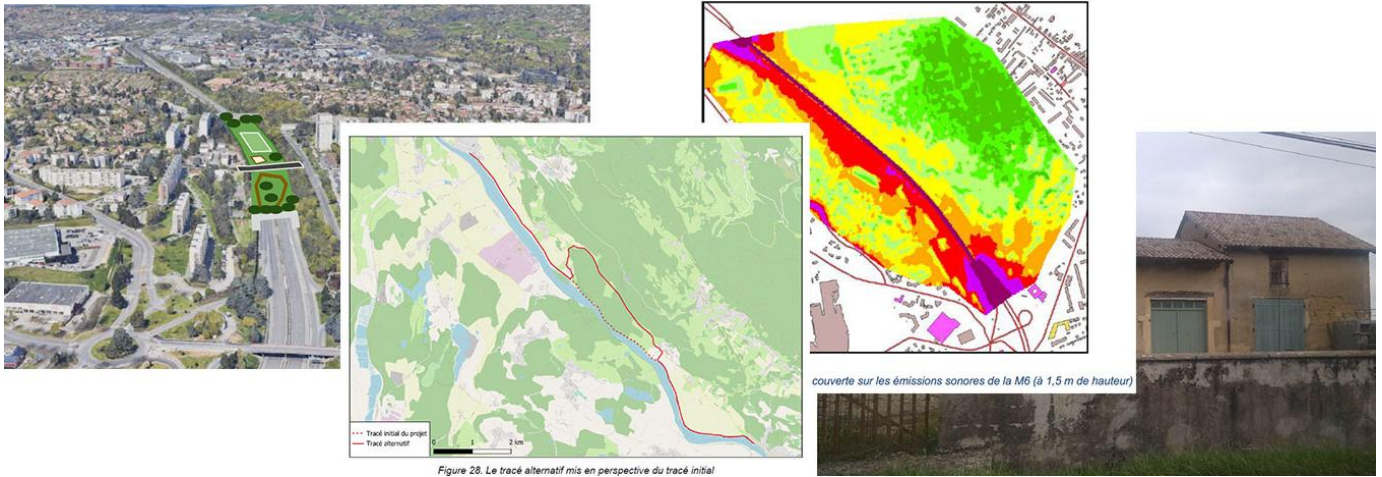 Tracé initial du projet
Tracé alternatif
0 1 2 km
Figure 28. Le tracé alternatif mis en perspective du tracé initial
couverte sur les émissions sonores de la M6 (à 1,5 m de hauteur)